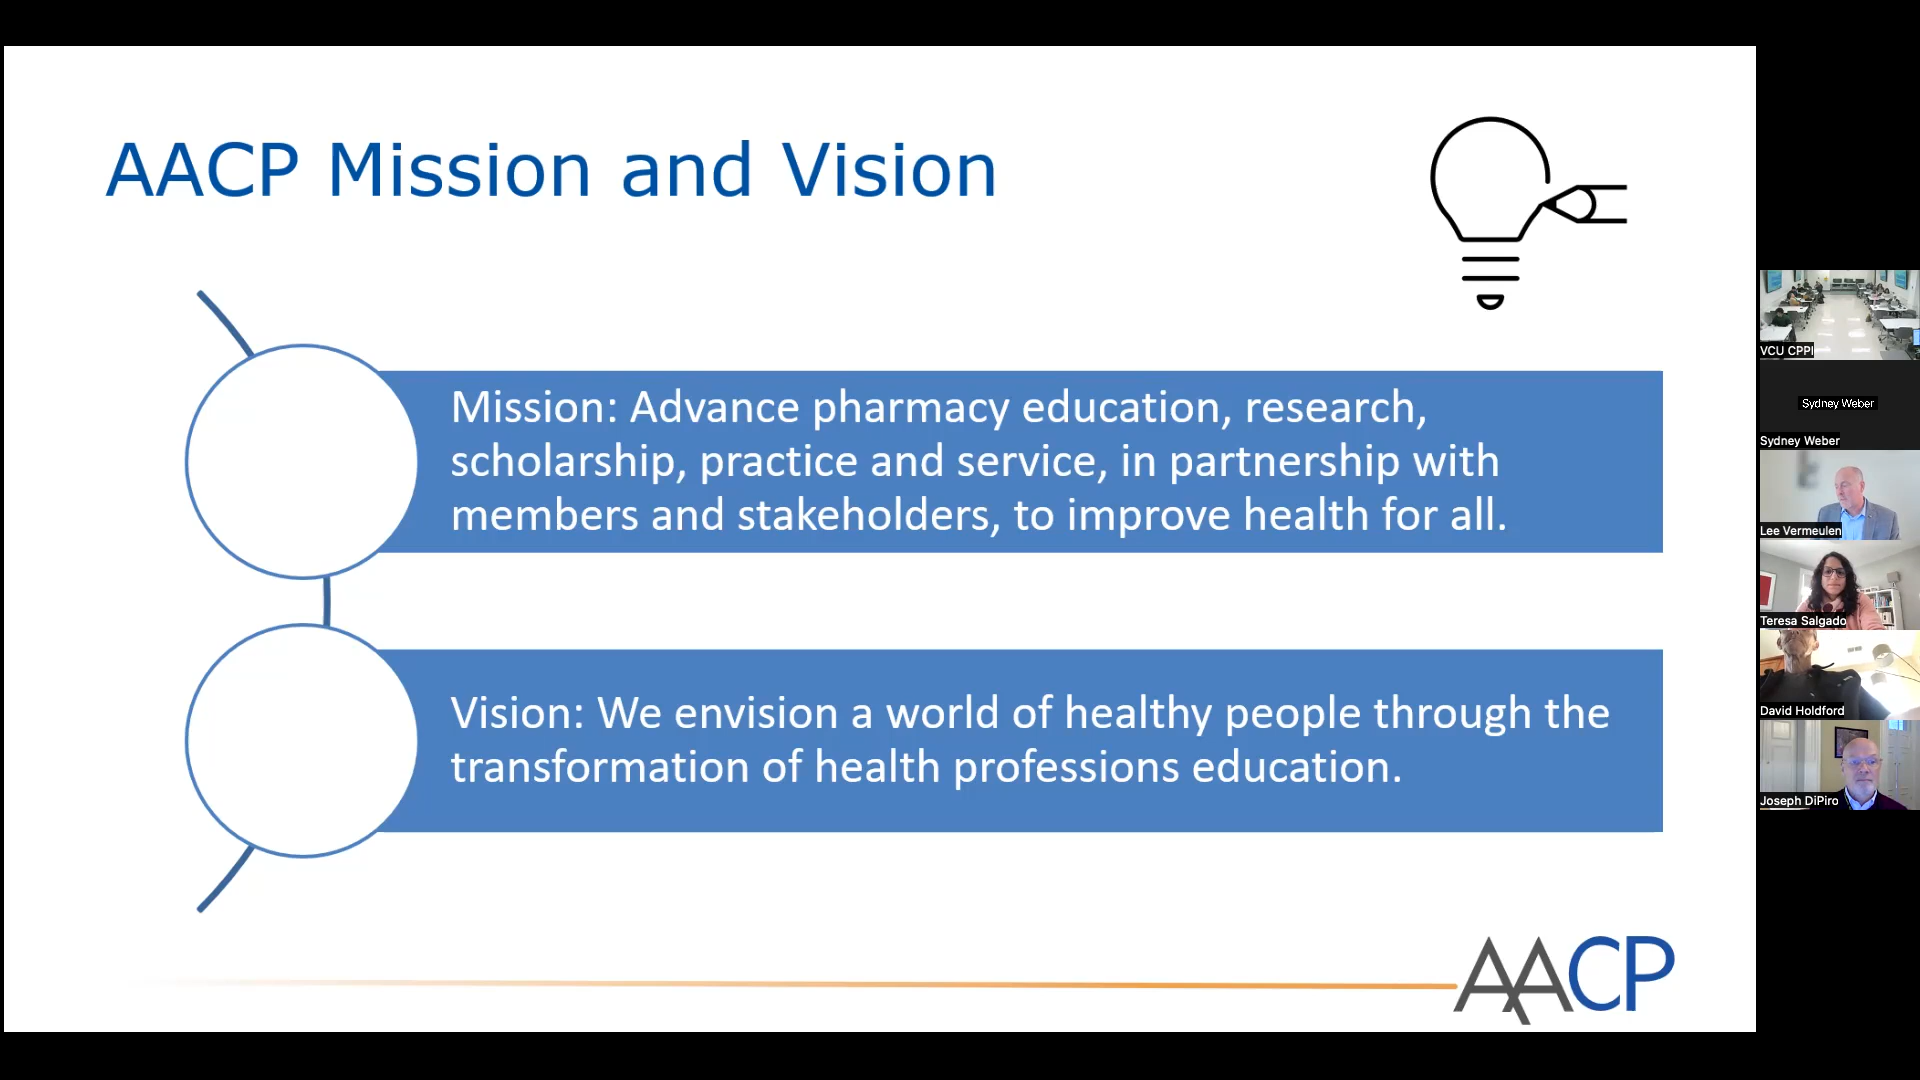 AACP Mission and Vision
Mission: Advance pharmacy education, research,
scholarship, practice and service, in partnership with
members and stakeholders, to improve health for all.
Vision: We envision a world of healthy people through the
transformation of health professions education.
AACP
VCU CPPI
Sydney Weber
Sydney Weber
Lee Vermeulen
Teresa Salgado
David Holdford
Joseph DiPiro